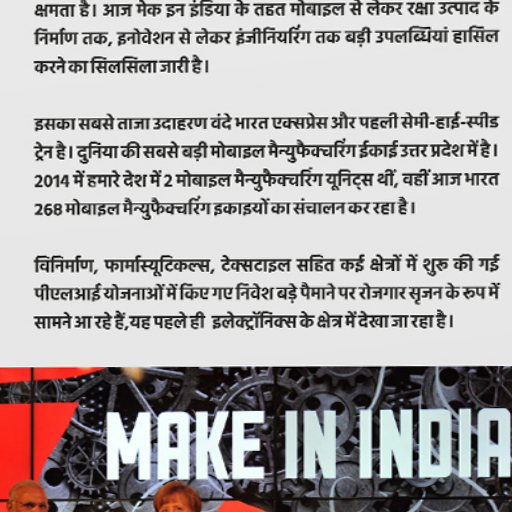 क्षमता है। आज मेक इन इंडिया के तहत मोबाइल से लेकर रक्षा उत्पाद के
निर्माण तक, इनोवेशन से लेकर इंजीनियरिंग तक बड़ी उपलब्धियां हासिल
करने का सिलसिला जारी है।
इसका सबसे ताजा उदाहरण वंदे भारत एक्सप्रेस और पहली सेमी-हाई-स्पीड
ट्रेन है। दुनिया की सबसे बड़ी मोबाइल मैन्युफैक्चरिंग ईकाई उत्तर प्रदेश में है।
2014 में हमारे देश में 2 मोबाइल मैन्युफैक्चरिंग यूनिट्स थीं, वहीं आज भारत
268 मोबाइल मैन्युफैक्चरिंग इकाइयों का संचालन कर रहा है।
विनिर्माण, फार्मास्यूटिकल्स, टेक्सटाइल सहित कई क्षेत्रों में शुरू की गई
पीएलआई योजनाओं में किए गए निवेश बड़े पैमाने पर रोजगार सृजन के रूप में
सामने आ रहे हैं,यह पहले ही इलेक्ट्रॉनिक्स के क्षेत्र में देखा जा रहा है।
MAKE IN INDIA